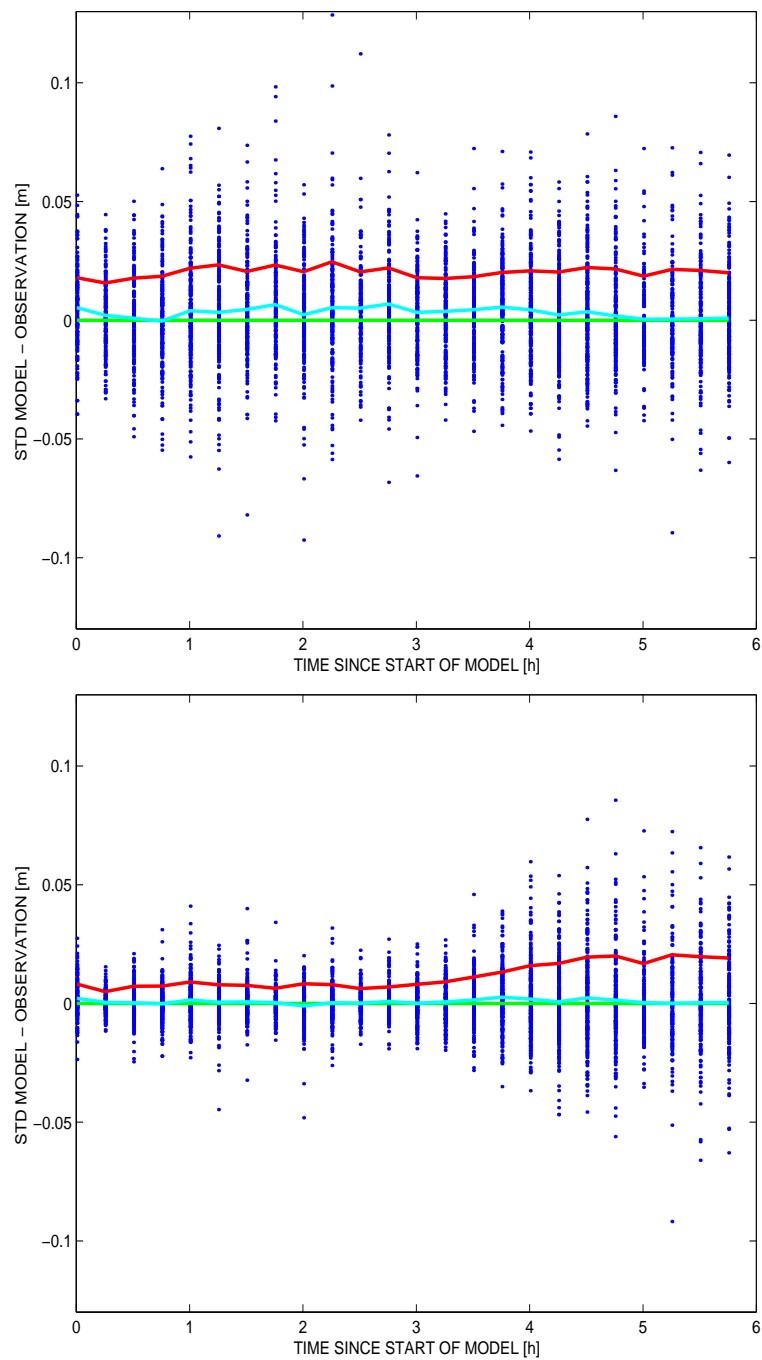 0.1
0.05
0
−0.05
−0.1
STD MODEL − OBSERVATION [m]
0 1 2 3 4 5 6
TIME SINCE START OF MODEL [h]
0.1
0.05
0
−0.05
−0.1
STD MODEL − OBSERVATION [m]
0 1 2 3 4 5 6
TIME SINCE START OF MODEL [h]